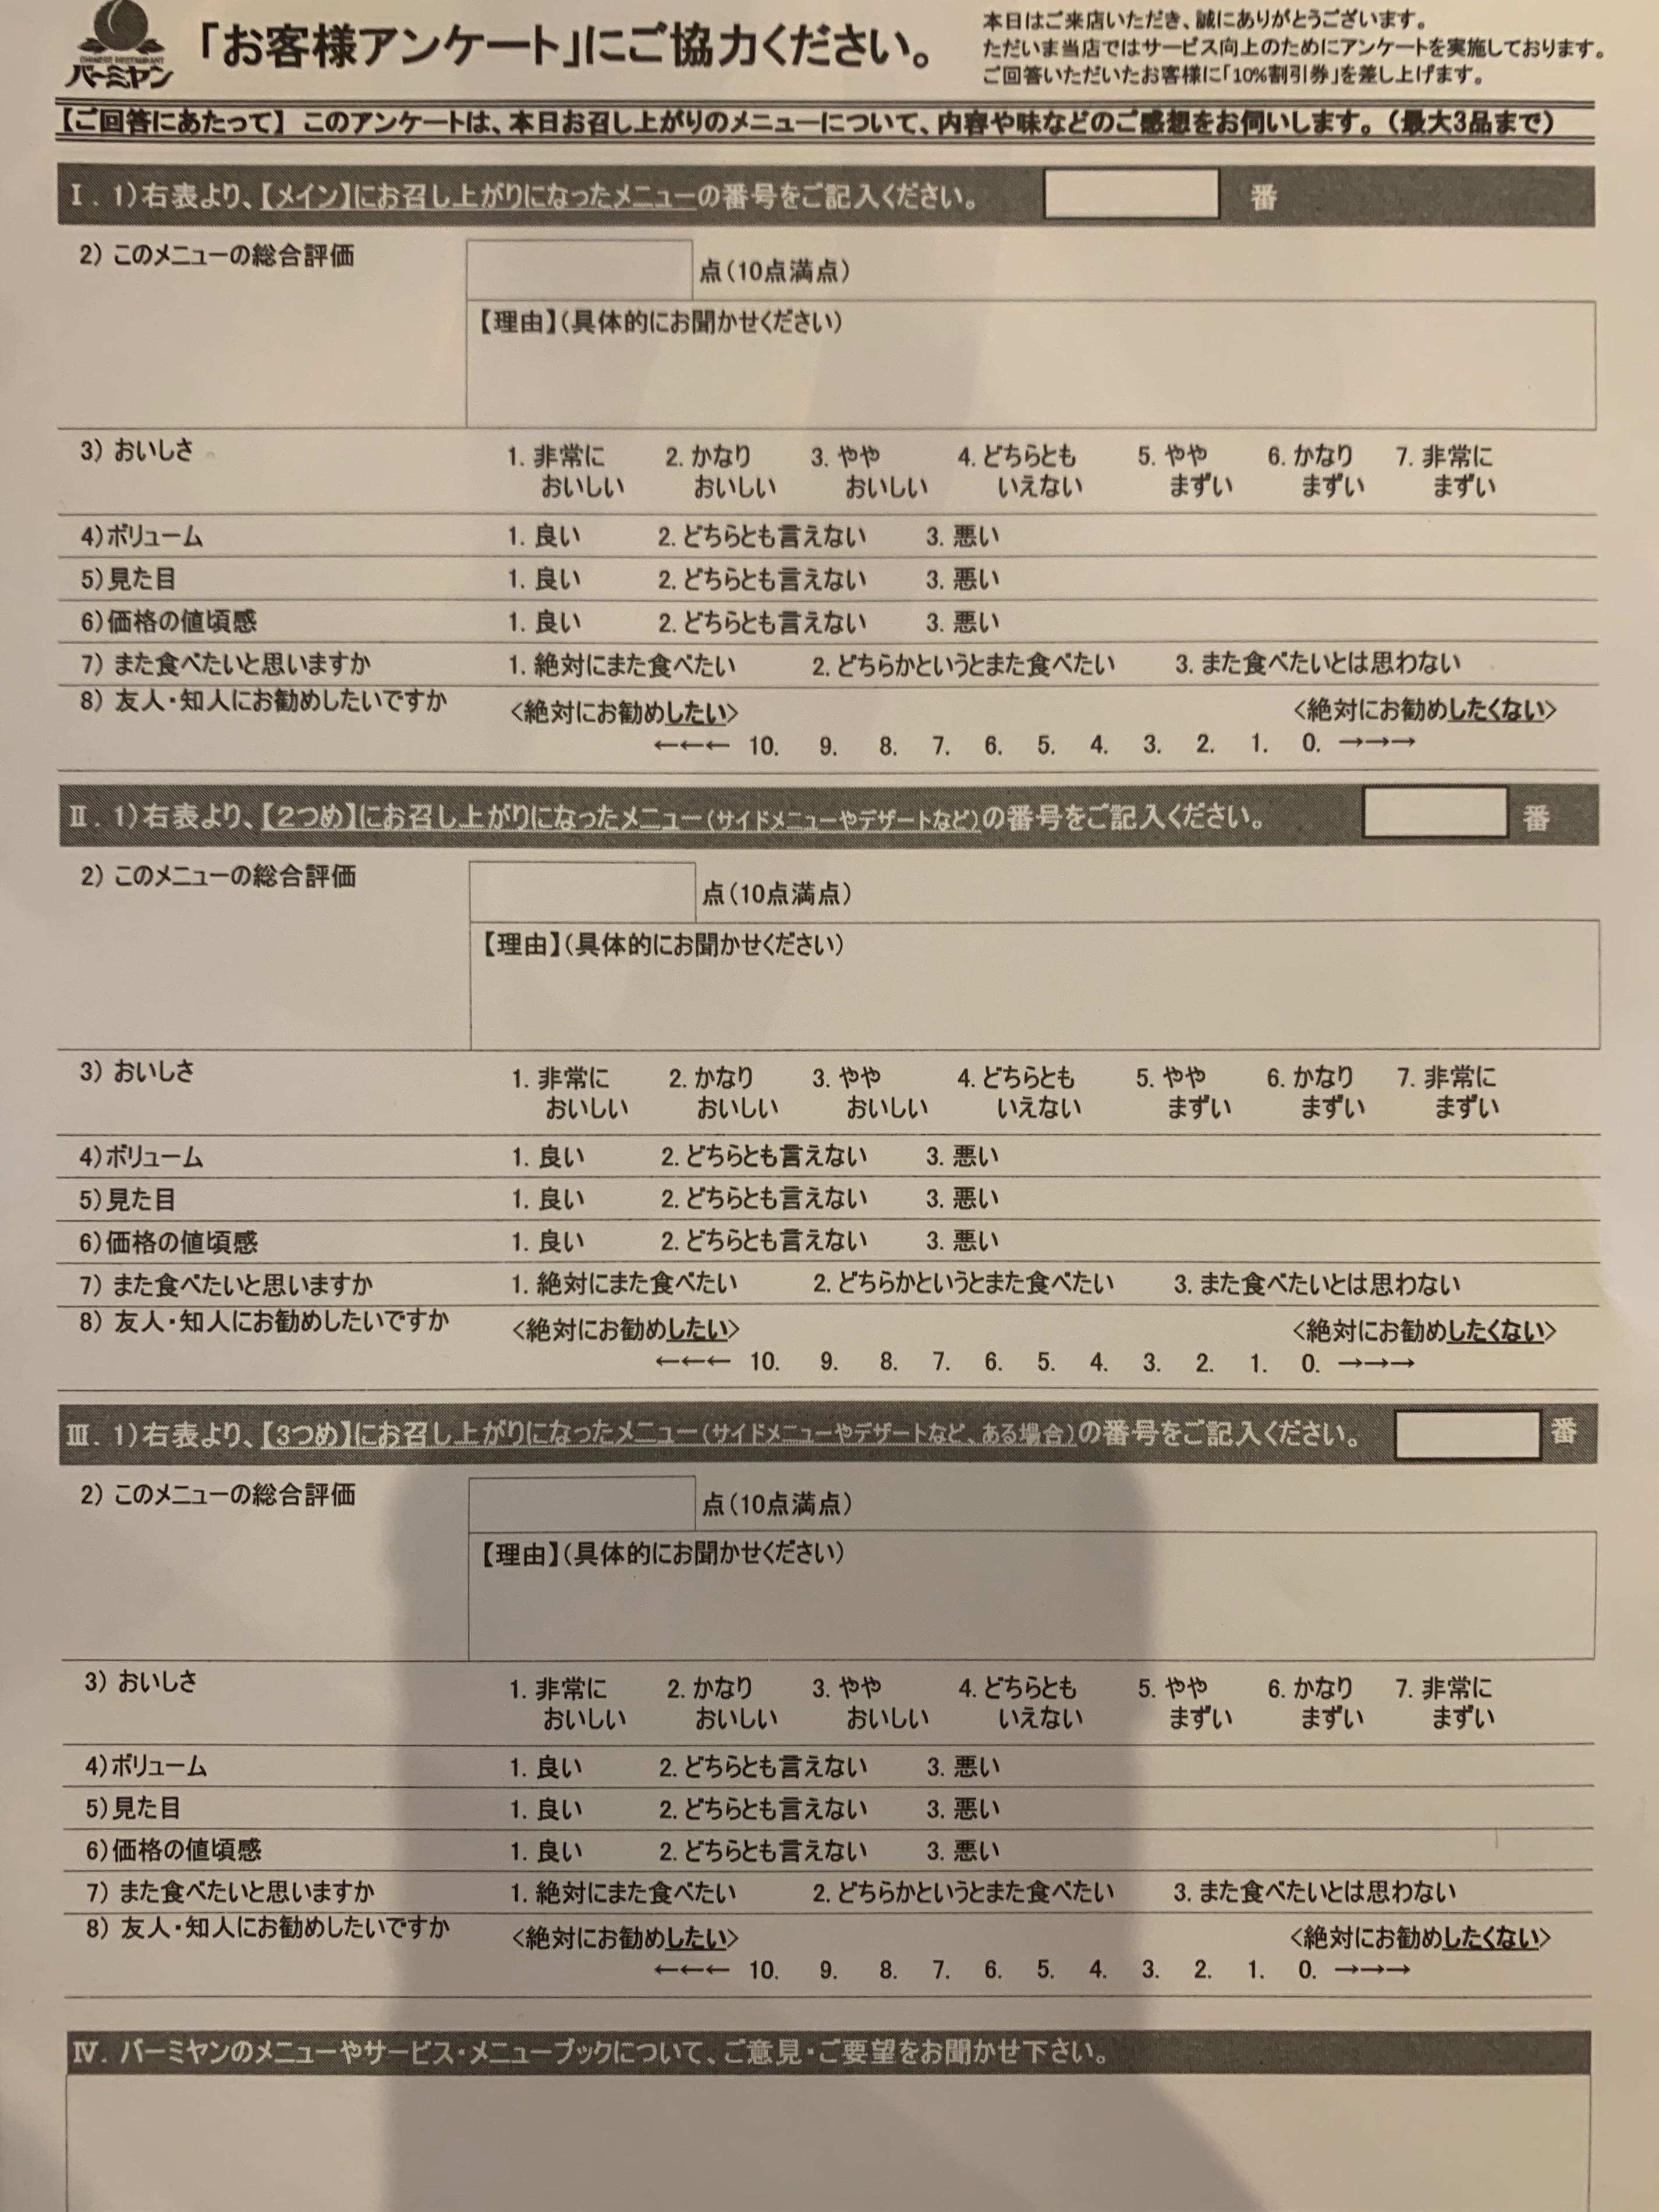 CHINESE RESTAURANT
バーミヤン
「お客様アンケート」にご協力ください。
本日はご来店いただき、誠にありがとうございます。
ただいま当店ではサービス向上のためにアンケートを実施しております。
ご回答いただいたお客様に「10%割引券」を差し上げます。
【ご回答にあたって】 このアンケートは、本日お召し上がりのメニューについて、内容や味などのご感想をお伺いします。(最大3品まで)
Ⅰ. 1)右表より、【メイン】にお召し上がりになったメニューの番号をご記入ください。 番
2) このメニューの総合評価 点(10点満点)
【理由】(具体的にお聞かせください)
3) おいしさ 1. 非常においしい 2. かなりおいしい 3. ややおいしい 4. どちらともいえない 5. ややまずい 6. かなりまずい 7. 非常にまずい
4)ボリューム 1. 良い 2. どちらとも言えない 3. 悪い
5)見た目 1. 良い 2. どちらとも言えない 3. 悪い
6)価格の値頃感 1. 良い 2. どちらとも言えない 3. 悪い
7) また食べたいと思いますか 1. 絶対にまた食べたい 2. どちらかというとまた食べたい 3. また食べたいとは思わない
8) 友人・知人にお勧めしたいですか <絶対にお勧めしたい> <絶対にお勧めしたくない>
←←← 10. 9. 8. 7. 6. 5. 4. 3. 2. 1. 0. →→→
Ⅱ. 1)右表より、【2つめ】にお召し上がりになったメニュー(サイドメニューやデザートなど)の番号をご記入ください。 番
2) このメニューの総合評価 点(10点満点)
【理由】(具体的にお聞かせください)
3) おいしさ 1. 非常においしい 2. かなりおいしい 3. ややおいしい 4. どちらともいえない 5. ややまずい 6. かなりまずい 7. 非常にまずい
4)ボリューム 1. 良い 2. どちらとも言えない 3. 悪い
5)見た目 1. 良い 2. どちらとも言えない 3. 悪い
6)価格の値頃感 1. 良い 2. どちらとも言えない 3. 悪い
7) また食べたいと思いますか 1. 絶対にまた食べたい 2. どちらかというとまた食べたい 3. また食べたいとは思わない
8) 友人・知人にお勧めしたいですか <絶対にお勧めしたい> <絶対にお勧めしたくない>
←←← 10. 9. 8. 7. 6. 5. 4. 3. 2. 1. 0. →→→
Ⅲ. 1)右表より、【3つめ】にお召し上がりになったメニュー(サイドメニューやデザートなど、ある場合)の番号をご記入ください。 番
2) このメニューの総合評価 点(10点満点)
【理由】(具体的にお聞かせください)
3) おいしさ 1. 非常においしい 2. かなりおいしい 3. ややおいしい 4. どちらともいえない 5. ややまずい 6. かなりまずい 7. 非常にまずい
4)ボリューム 1. 良い 2. どちらとも言えない 3. 悪い
5)見た目 1. 良い 2. どちらとも言えない 3. 悪い
6)価格の値頃感 1. 良い 2. どちらとも言えない 3. 悪い
7) また食べたいと思いますか 1. 絶対にまた食べたい 2. どちらかというとまた食べたい 3. また食べたいとは思わない
8) 友人・知人にお勧めしたいですか <絶対にお勧めしたい> <絶対にお勧めしたくない>
←←← 10. 9. 8. 7. 6. 5. 4. 3. 2. 1. 0. →→→
Ⅳ. バーミヤンのメニューやサービス・メニューブックについて、ご意見・ご要望をお聞かせ下さい。